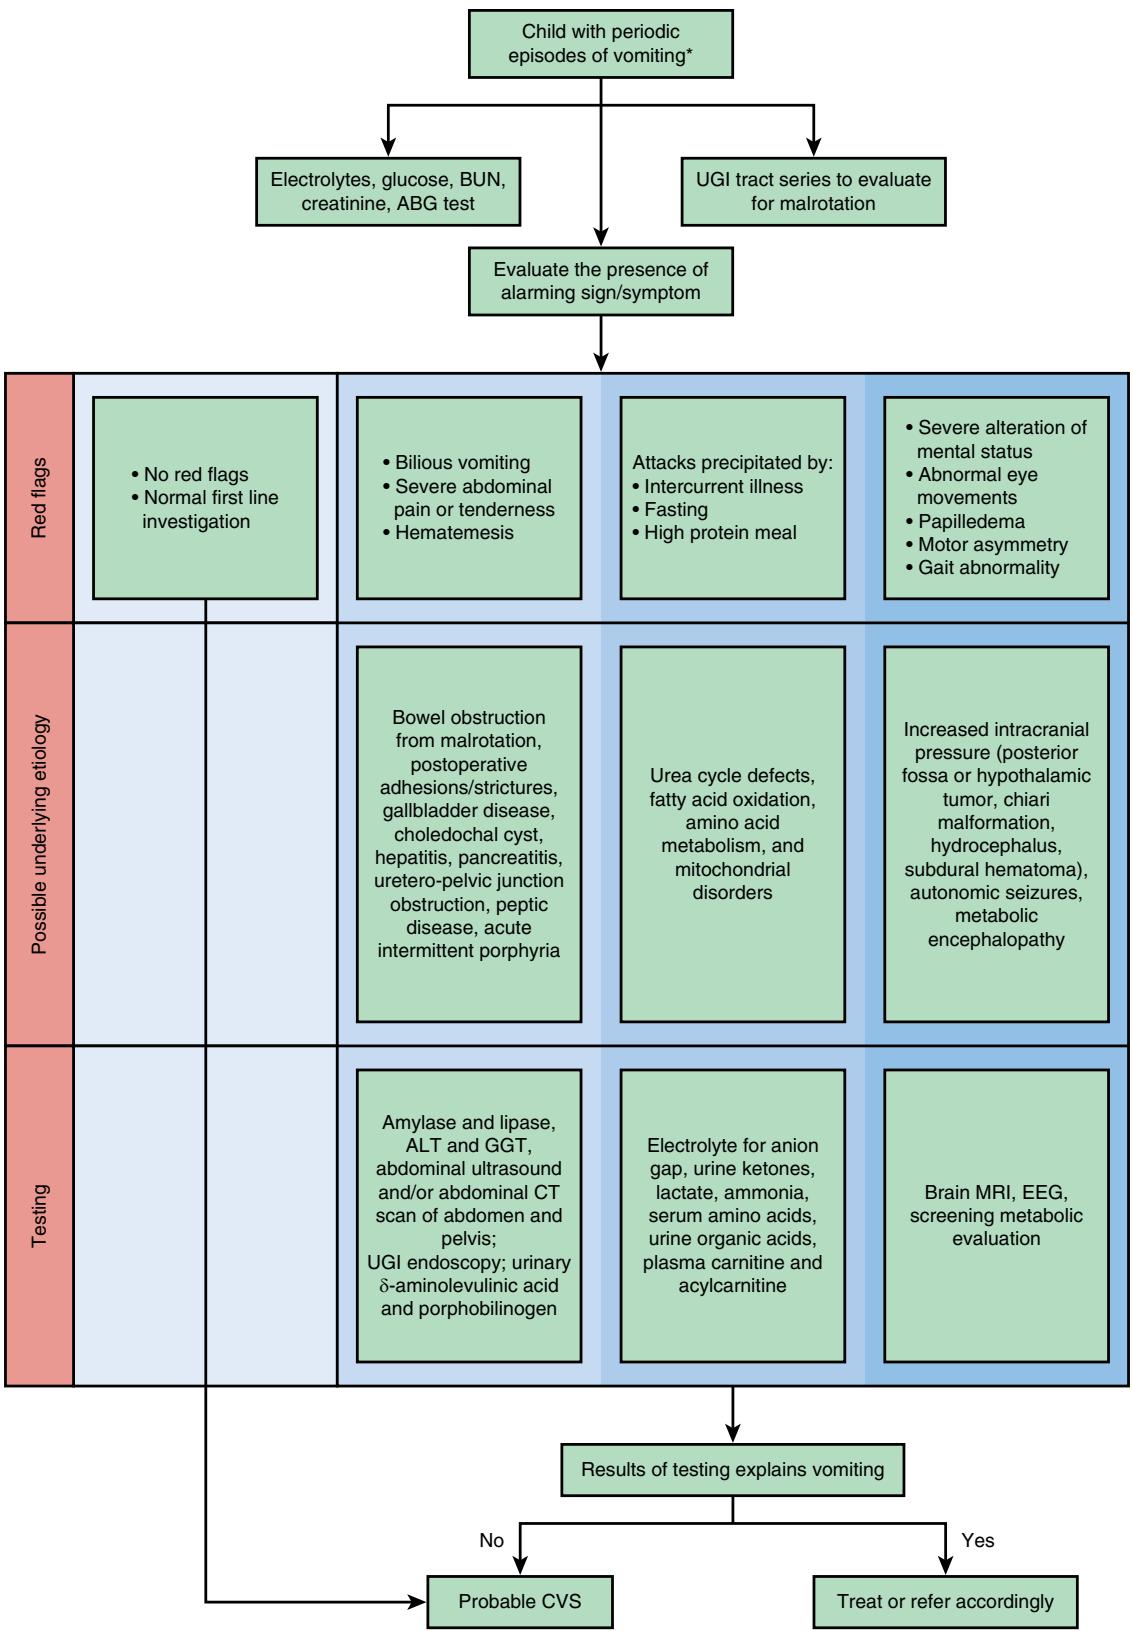 Child with periodic
episodes of vomiting*
Electrolytes, glucose, BUN,
creatinine, ABG test
UGI tract series to evaluate
for malrotation
Evaluate the presence of
alarming sign/symptom
Red flags
• No red flags
• Normal first line
investigation
• Bilious vomiting
• Severe abdominal
pain or tenderness
• Hematemesis
Attacks precipitated by:
• Intercurrent illness
• Fasting
• High protein meal
• Severe alteration of
mental status
• Abnormal eye
movements
• Papilledema
• Motor asymmetry
• Gait abnormality
Possible underlying etiology
Bowel obstruction
from malrotation,
postoperative
adhesions/strictures,
gallbladder disease,
choledochal cyst,
hepatitis, pancreatitis,
uretero-pelvic junction
obstruction, peptic
disease, acute
intermittent porphyria
Urea cycle defects,
fatty acid oxidation,
amino acid
metabolism, and
mitochondrial
disorders
Increased intracranial
pressure (posterior
fossa or hypothalamic
tumor, chiari
malformation,
hydrocephalus,
subdural hematoma),
autonomic seizures,
metabolic
encephalopathy
Testing
Amylase and lipase,
ALT and GGT,
abdominal ultrasound
and/or abdominal CT
scan of abdomen and
pelvis;
UGI endoscopy; urinary
δ-aminolevulinic acid
and porphobilinogen
Electrolyte for anion
gap, urine ketones,
lactate, ammonia,
serum amino acids,
urine organic acids,
plasma carnitine and
acylcarnitine
Brain MRI, EEG,
screening metabolic
evaluation
Results of testing explains vomiting
No
Yes
Probable CVS
Treat or refer accordingly